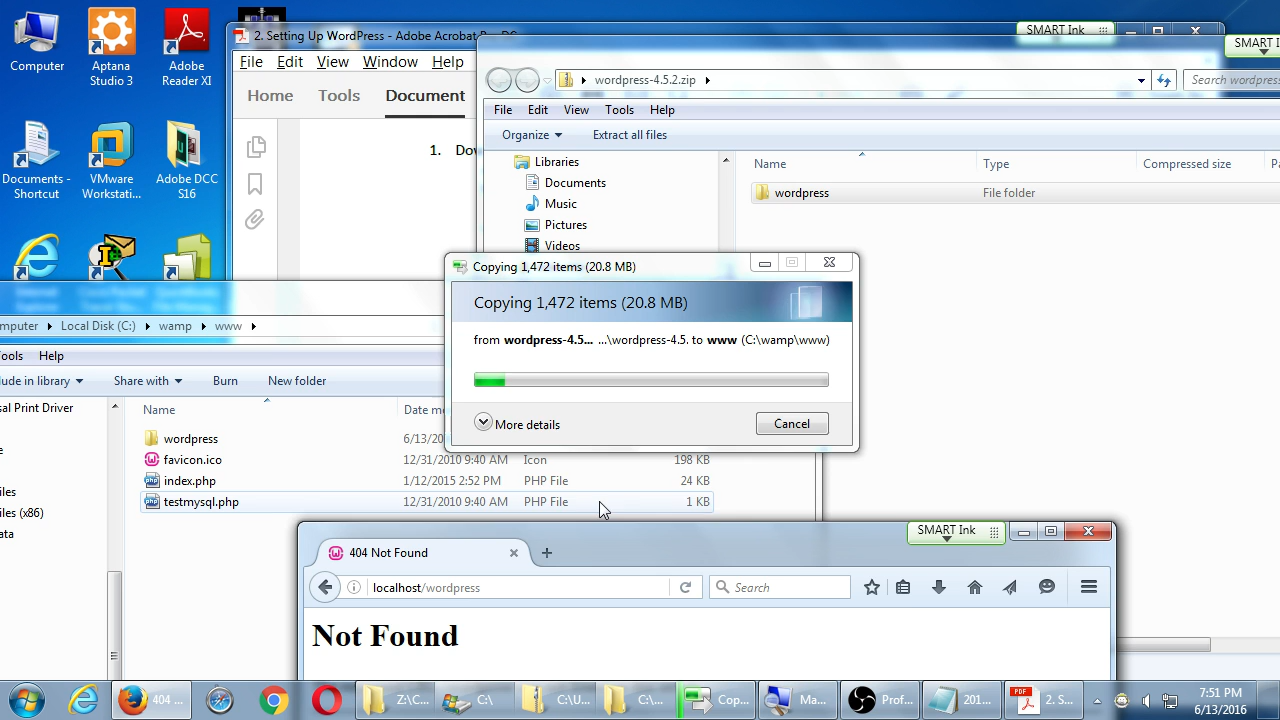 Computer
Aptana
Studio 3
Adobe
Reader XI
Documents -
Shortcut
VMware
Workstati...
Adobe DCC
S16
2. Setting Up WordPress - Adobe Acrobat
SMART Ink
File Edit View Window Help
Home Tools Document
1. Dow
SMART I
wordpress-4.5.2.zip
Search wordpress
File Edit View Tools Help
Organize Extract all files
Libraries
Documents
Music
Pictures
Videos
Name Type Compressed size
wordpress File folder
Copying 1,472 items (20.8 MB)
Copying 1,472 items (20.8 MB)
from wordpress-4.5... ...\wordpress-4.5. to www (C:\wamp\www)
More details
Cancel
mputer Local Disk (C:) wamp www
ools Help
ude in library Share with Burn New folder
sal Print Driver
iles
iles (x86)
ata
Name Date mo
wordpress 6/13/20
favicon.ico 12/31/2010 9:40 AM Icon 198 KB
index.php 1/12/2015 2:52 PM PHP File 24 KB
testmysql.php 12/31/2010 9:40 AM PHP File 1 KB
SMART Ink
404 Not Found
localhost/wordpress
Search
Not Found
404 ...
Z:\C...
C:\
C:\U...
C:\...
Cop...
Ma...
Prof...
201...
2. S...
7:51 PM
6/13/2016